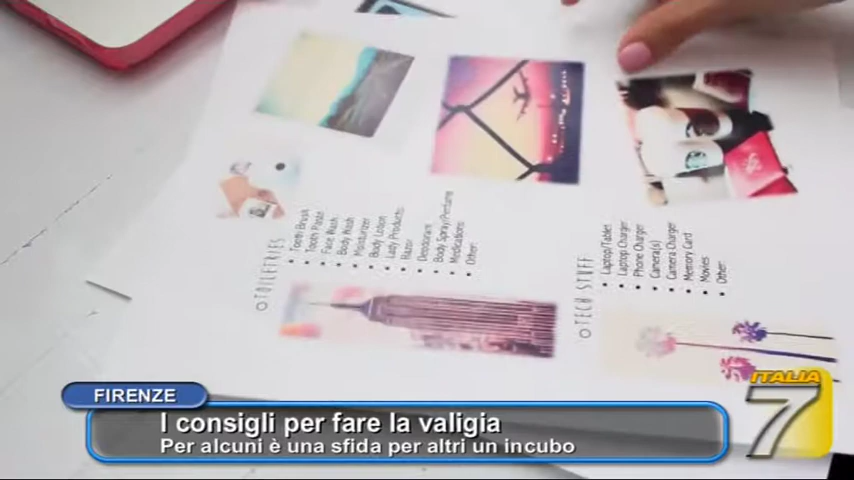 TOILETRIES
Tooth Brush
Tooth Paste
Face Wash
Body Wash
Moisturizer
Body Lotion
Lady Products
Razor
Deodorant
Body Spray/Perfume
Medications
Other:
TECH STUFF
Laptop/Tablet
Laptop Charger
Phone Charger
Camera(s)
Camera Charger
Memory Card
Movies
Other:
FIRENZE
I consigli per fare la valigia
Per alcuni è una sfida per altri un incubo
ITALIA
7